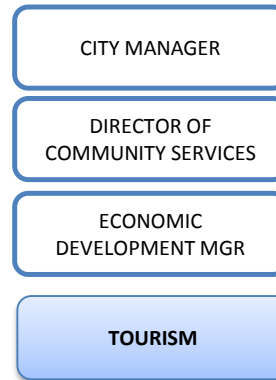 CITY MANAGER
DIRECTOR OF
COMMUNITY SERVICES
ECONOMIC
DEVELOPMENT MGR
TOURISM